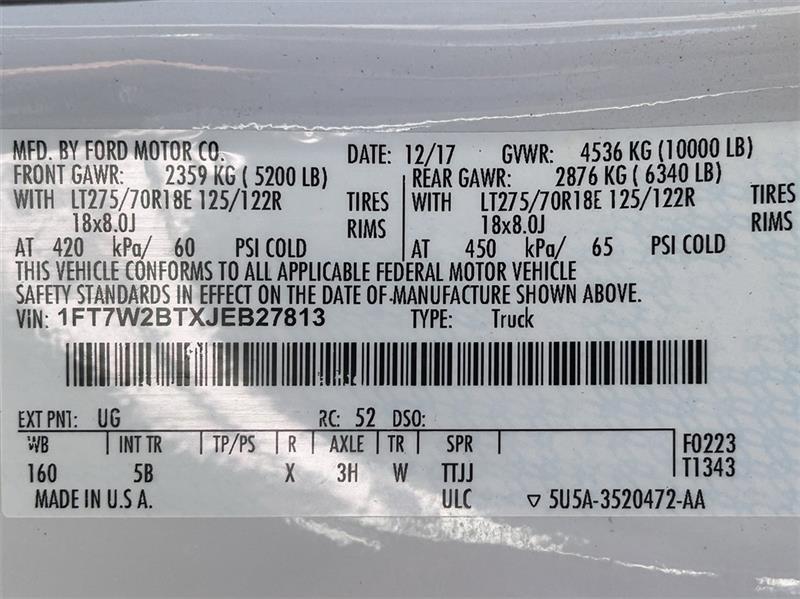 MFD. BY FORD MOTOR CO. DATE: 12/17 GVWR: 4536 KG (10000 LB)
FRONT GAWR: 2359 KG (5200 LB) REAR GAWR: 2876 KG (6340 LB)
WITH LT275/70R18E 125/122R TIRES WITH LT275/70R18E 125/122R TIRES
18x8.0J RIMS 18x8.0J RIMS
AT 420 kPa/ 60 PSI COLD AT 450 kPa/ 65 PSI COLD
THIS VEHICLE CONFORMS TO ALL APPLICABLE FEDERAL MOTOR VEHICLE
SAFETY STANDARDS IN EFFECT ON THE DATE OF MANUFACTURE SHOWN ABOVE.
VIN: 1FT7W2BTXJEB27813 TYPE: Truck
EXT PNT: UG RC: 52 DSO:
WB INT TR TP/PS R AXLE TR SPR F0223
160 5B X 3H W TTJJ T1343
MADE IN U.S.A. ULC ▽ 5U5A-3520472-AA